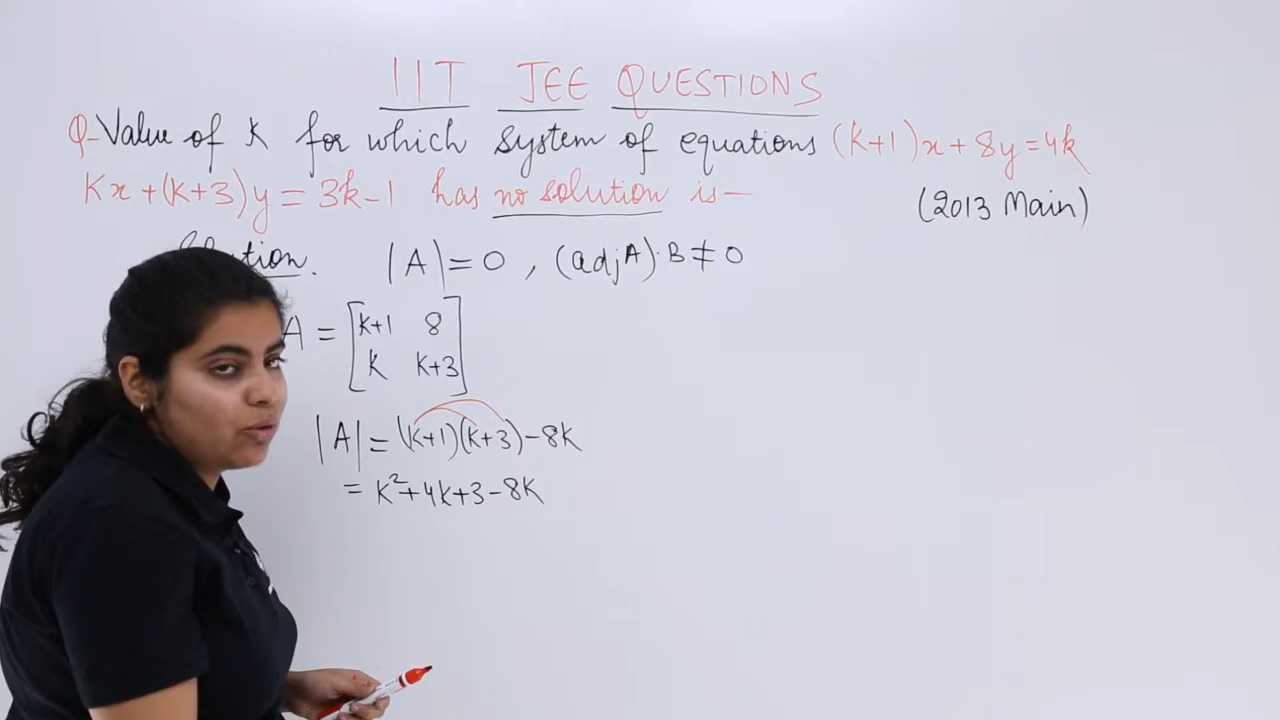 IIT JEE QUESTIONS
Q-Value of K for which system of equations (k+1)x+8y=4k
Kx+(k+3)y=3k-1 has no solution is—
(2013 Main)
|A|=0, (adjA)·B≠0
A = [k+1 8
k k+3]
|A|=(k+1)(k+3)-8K
= K²+4k+3-8K